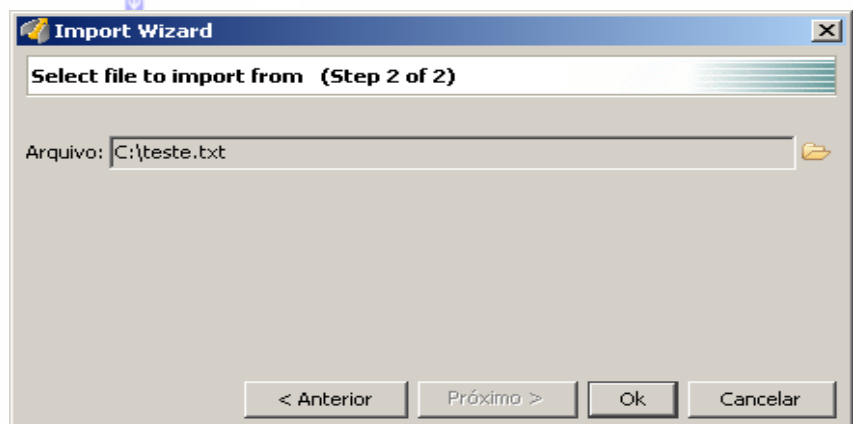 Import Wizard
Select file to import from (Step 2 of 2)
Arquivo: C:\teste.txt
< Anterior Próximo > Ok Cancelar